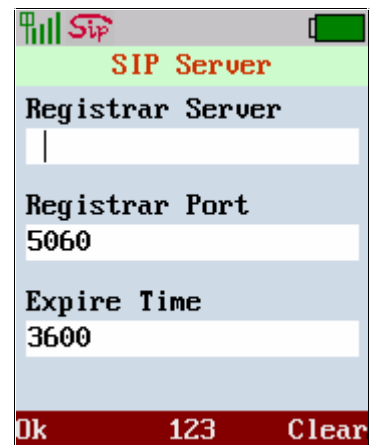 Sip
SIP Server
Registrar Server
Registrar Port
5060
Expire Time
3600
Ok 123 Clear